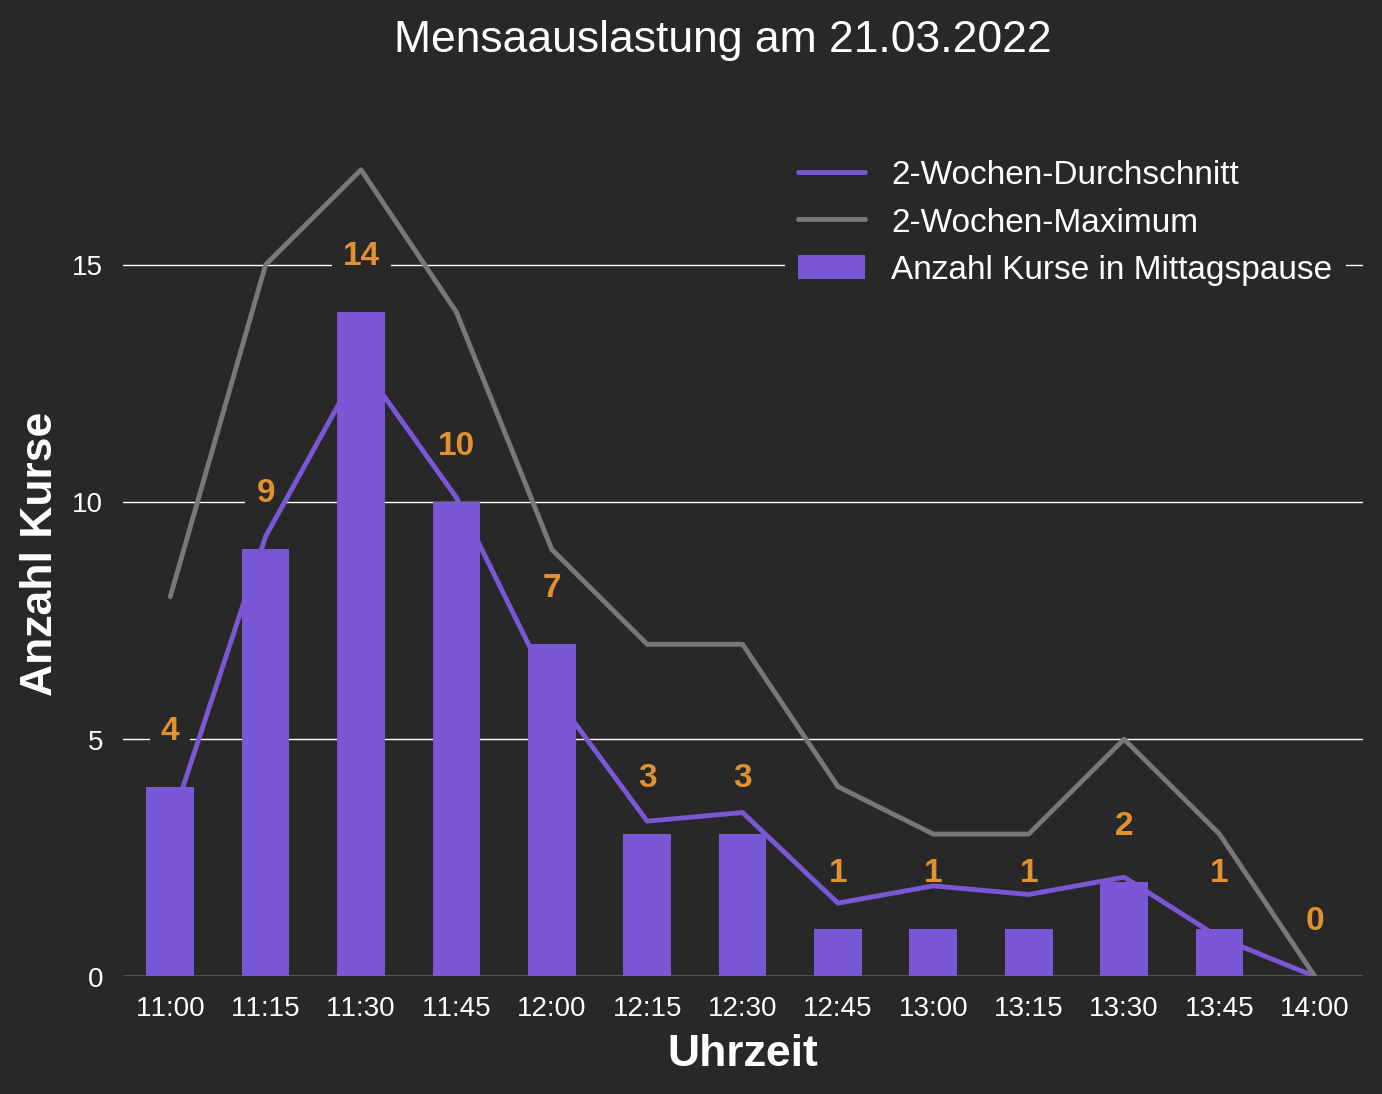 Mensaauslastung am 21.03.2022
2-Wochen-Durchschnitt
2-Wochen-Maximum
Anzahl Kurse in Mittagspause
Anzahl Kurse
15
10
5
0
4
9
14
10
7
3
3
1
1
1
2
1
0
11:00 11:15 11:30 11:45 12:00 12:15 12:30 12:45 13:00 13:15 13:30 13:45 14:00
Uhrzeit